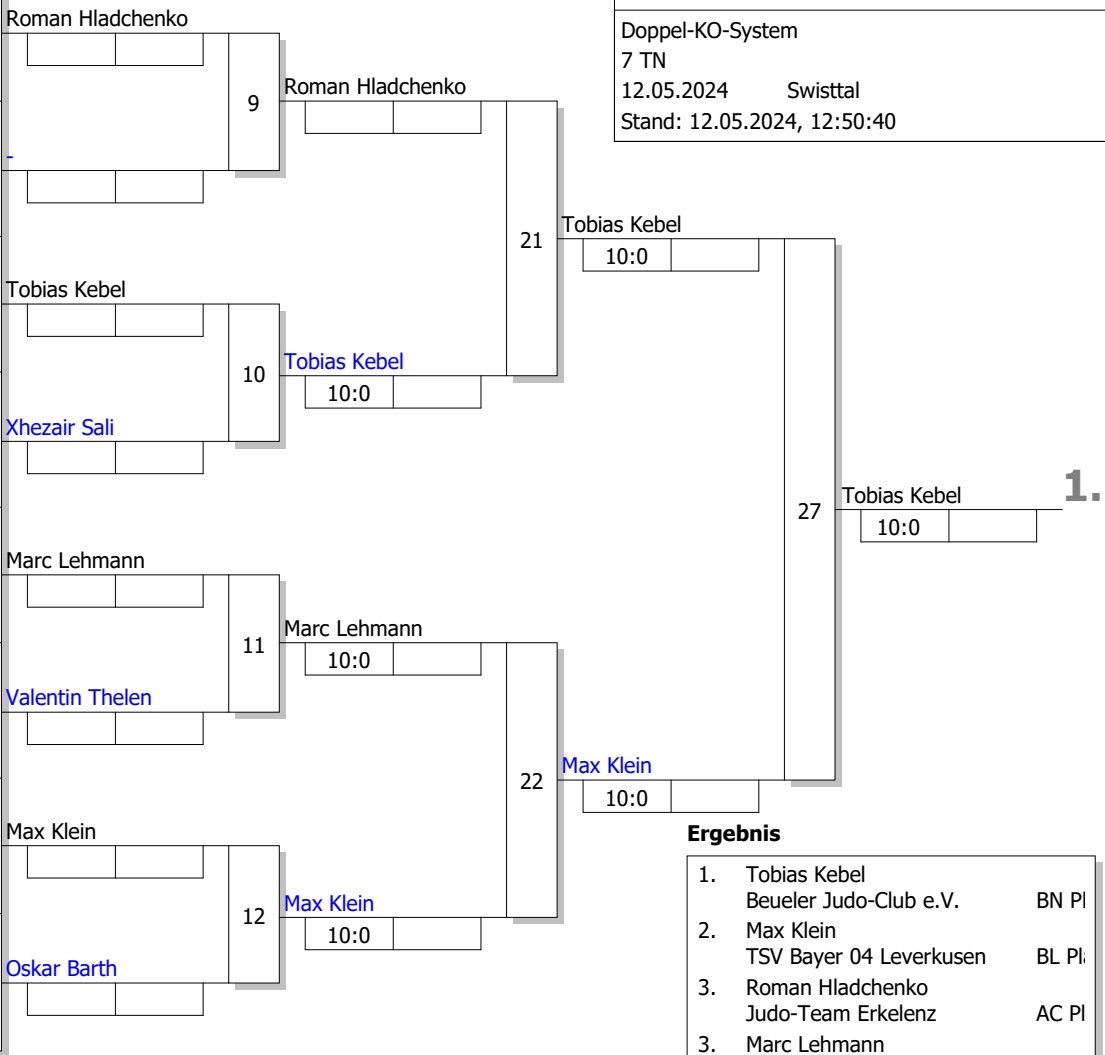 Roman Hladchenko
Doppel-KO-System
7 TN
12.05.2024 Swisttal
Stand: 12.05.2024, 12:50:40
9
Roman Hladchenko
-
21
Tobias Kebel
10:0
Tobias Kebel
10
Tobias Kebel
10:0
Xhezair Sali
27
Tobias Kebel
1.
10:0
Marc Lehmann
11
Marc Lehmann
10:0
Valentin Thelen
22
Max Klein
10:0
Max Klein
12
Max Klein
10:0
Oskar Barth
Ergebnis
1. Tobias Kebel
Beueler Judo-Club e.V. BN
2. Max Klein
TSV Bayer 04 Leverkusen BL
3. Roman Hladchenko
Judo-Team Erkelenz AC
3. Marc Lehmann